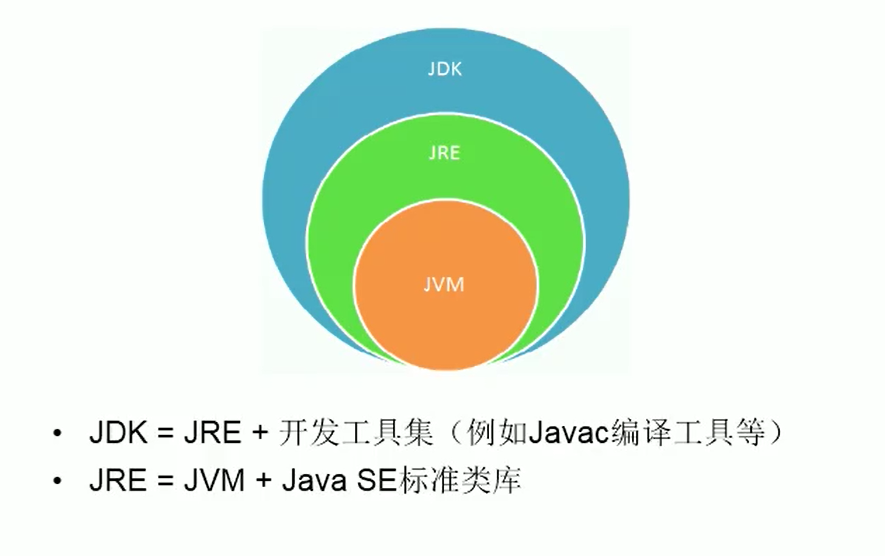 JDK
JRE
JVM
• JDK = JRE + 开发工具集（例如Javac编译工具等）
• JRE = JVM + Java SE标准类库